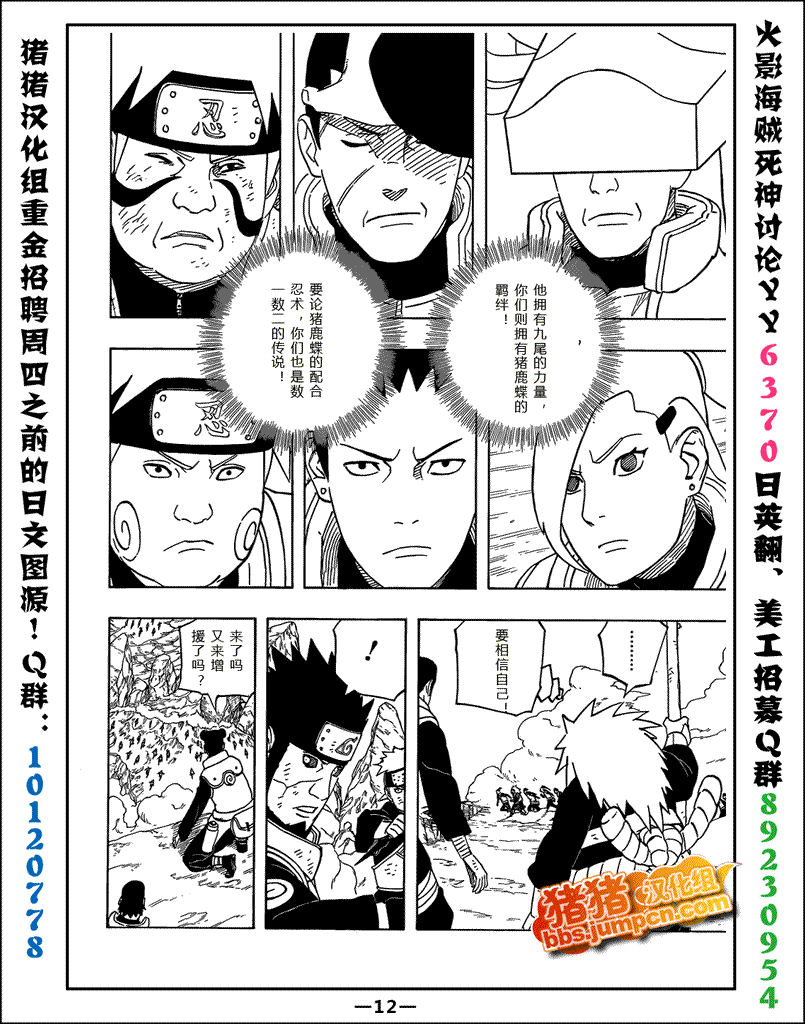 火影海贼死神讨论YY6370日英翻、美工招募Q群89230954
他拥有九尾的力量,
你们则拥有猪鹿蝶的
羁绊!
要论猪鹿蝶的配合
忍术,你们也是数
一数二的传说!
忍
忍
……
要相信自己!
!
来了吗
又来增
援了吗?
猪猪汉化组重金招聘周四之前的日文图源!Q群:10120778
猪猪汉化组
bbs.jumpcn.com
—12—